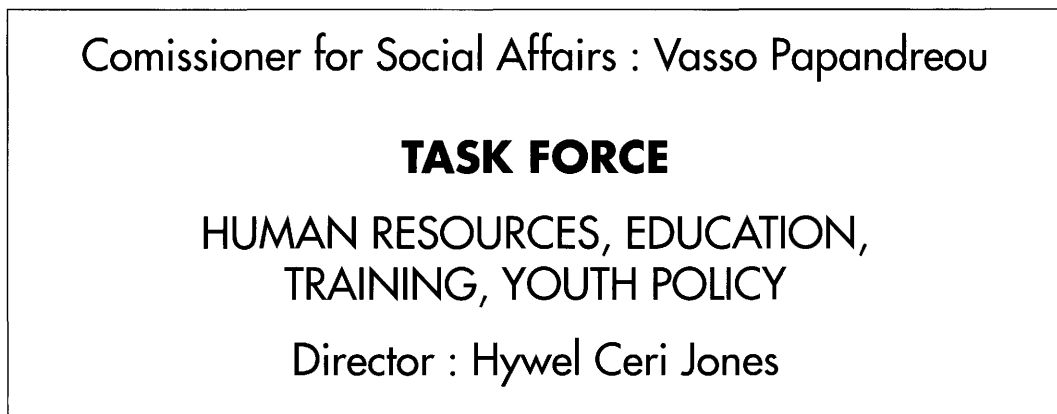 Comissioner for Social Affairs : Vasso Papandreou
TASK FORCE
HUMAN RESOURCES, EDUCATION,
TRAINING, YOUTH POLICY
Director : Hywel Ceri Jones